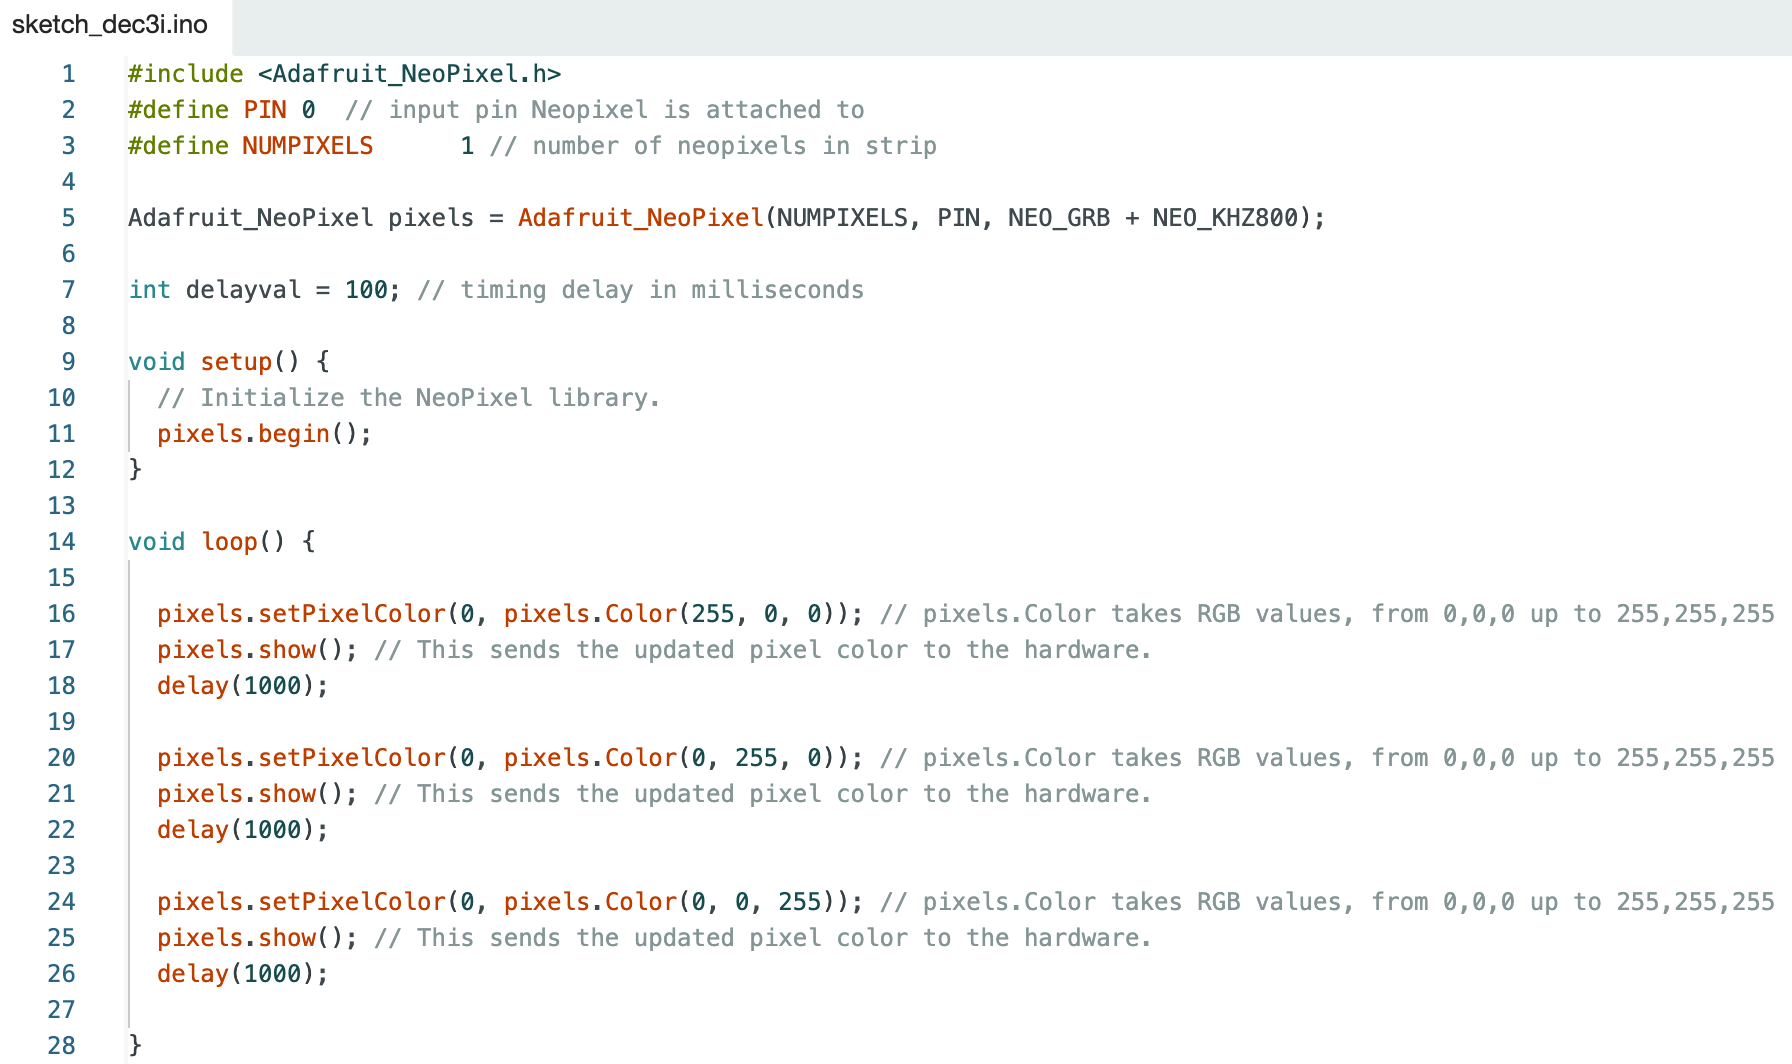 sketch_dec3i.ino
1 #include <Adafruit_NeoPixel.h>
2 #define PIN 0  // input pin Neopixel is attached to
3 #define NUMPIXELS      1 // number of neopixels in strip
4
5 Adafruit_NeoPixel pixels = Adafruit_NeoPixel(NUMPIXELS, PIN, NEO_GRB + NEO_KHZ800);
6
7 int delayval = 100; // timing delay in milliseconds
8
9 void setup() {
10   // Initialize the NeoPixel library.
11   pixels.begin();
12 }
13
14 void loop() {
15
16   pixels.setPixelColor(0, pixels.Color(255, 0, 0)); // pixels.Color takes RGB values, from 0,0,0 up to 255,255,255
17   pixels.show(); // This sends the updated pixel color to the hardware.
18   delay(1000);
19
20   pixels.setPixelColor(0, pixels.Color(0, 255, 0)); // pixels.Color takes RGB values, from 0,0,0 up to 255,255,255
21   pixels.show(); // This sends the updated pixel color to the hardware.
22   delay(1000);
23
24   pixels.setPixelColor(0, pixels.Color(0, 0, 255)); // pixels.Color takes RGB values, from 0,0,0 up to 255,255,255
25   pixels.show(); // This sends the updated pixel color to the hardware.
26   delay(1000);
27
28 }